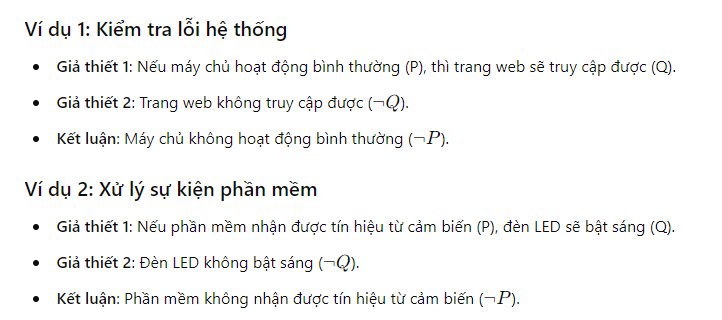 Ví dụ 1: Kiểm tra lỗi hệ thống
• Giả thiết 1: Nếu máy chủ hoạt động bình thường (P), thì trang web sẽ truy cập được (Q).
• Giả thiết 2: Trang web không truy cập được (¬Q).
• Kết luận: Máy chủ không hoạt động bình thường (¬P).
Ví dụ 2: Xử lý sự kiện phần mềm
• Giả thiết 1: Nếu phần mềm nhận được tín hiệu từ cảm biến (P), đèn LED sẽ bật sáng (Q).
• Giả thiết 2: Đèn LED không bật sáng (¬Q).
• Kết luận: Phần mềm không nhận được tín hiệu từ cảm biến (¬P).